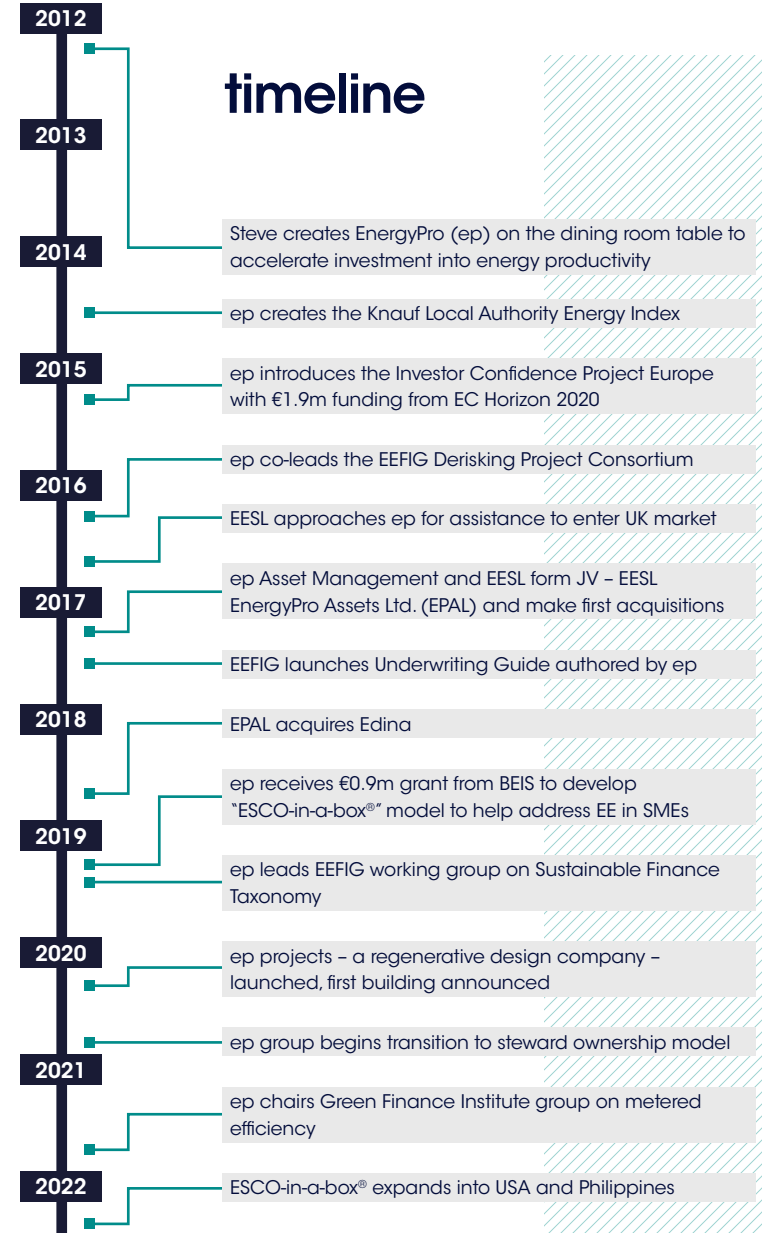 2012
timeline
2013
Steve creates EnergyPro (ep) on the dining room table to
accelerate investment into energy productivity
2014
ep creates the Knauf Local Authority Energy Index
2015
ep introduces the Investor Confidence Project Europe
with €1.9m funding from EC Horizon 2020
ep co-leads the EEFIG Derisking Project Consortium
2016
EESL approaches ep for assistance to enter UK market
ep Asset Management and EESL form JV – EESL
EnergyPro Assets Ltd. (EPAL) and make first acquisitions
2017
EEFIG launches Underwriting Guide authored by ep
2018
EPAL acquires Edina
ep receives €0.9m grant from BEIS to develop
“ESCO-in-a-box®” model to help address EE in SMEs
2019
ep leads EEFIG working group on Sustainable Finance
Taxonomy
2020
ep projects – a regenerative design company –
launched, first building announced
ep group begins transition to steward ownership model
2021
ep chairs Green Finance Institute group on metered
efficiency
2022
ESCO-in-a-box® expands into USA and Philippines